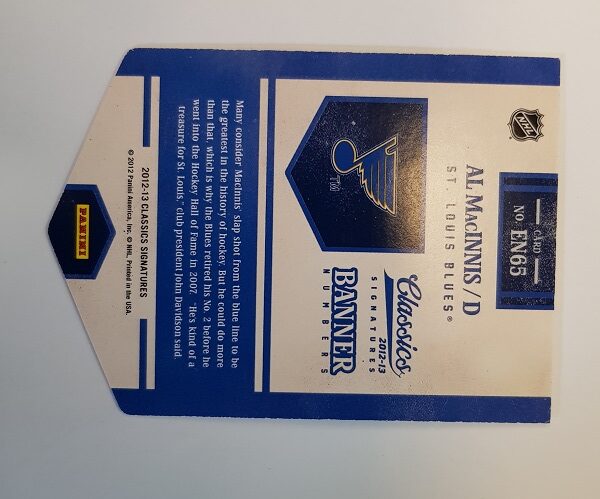 CARD
NO. EN65
NHL
AL MacINNIS / D
ST. LOUIS BLUES®
TM
Classics
2012-13
SIGNATURES
BANNER
NUMBERS
Many consider MacInnis' slap shot from the blue line to be
the greatest in the history of hockey. But he could do more
than that, which is why the Blues retired his No. 2 before he
went into the Hockey Hall of Fame in 2007. "He's kind of a
treasure for St. Louis," club president John Davidson said.
2012-13 CLASSICS SIGNATURES
© 2012 Panini America, Inc. © NHL. Printed in the USA.
PANINI